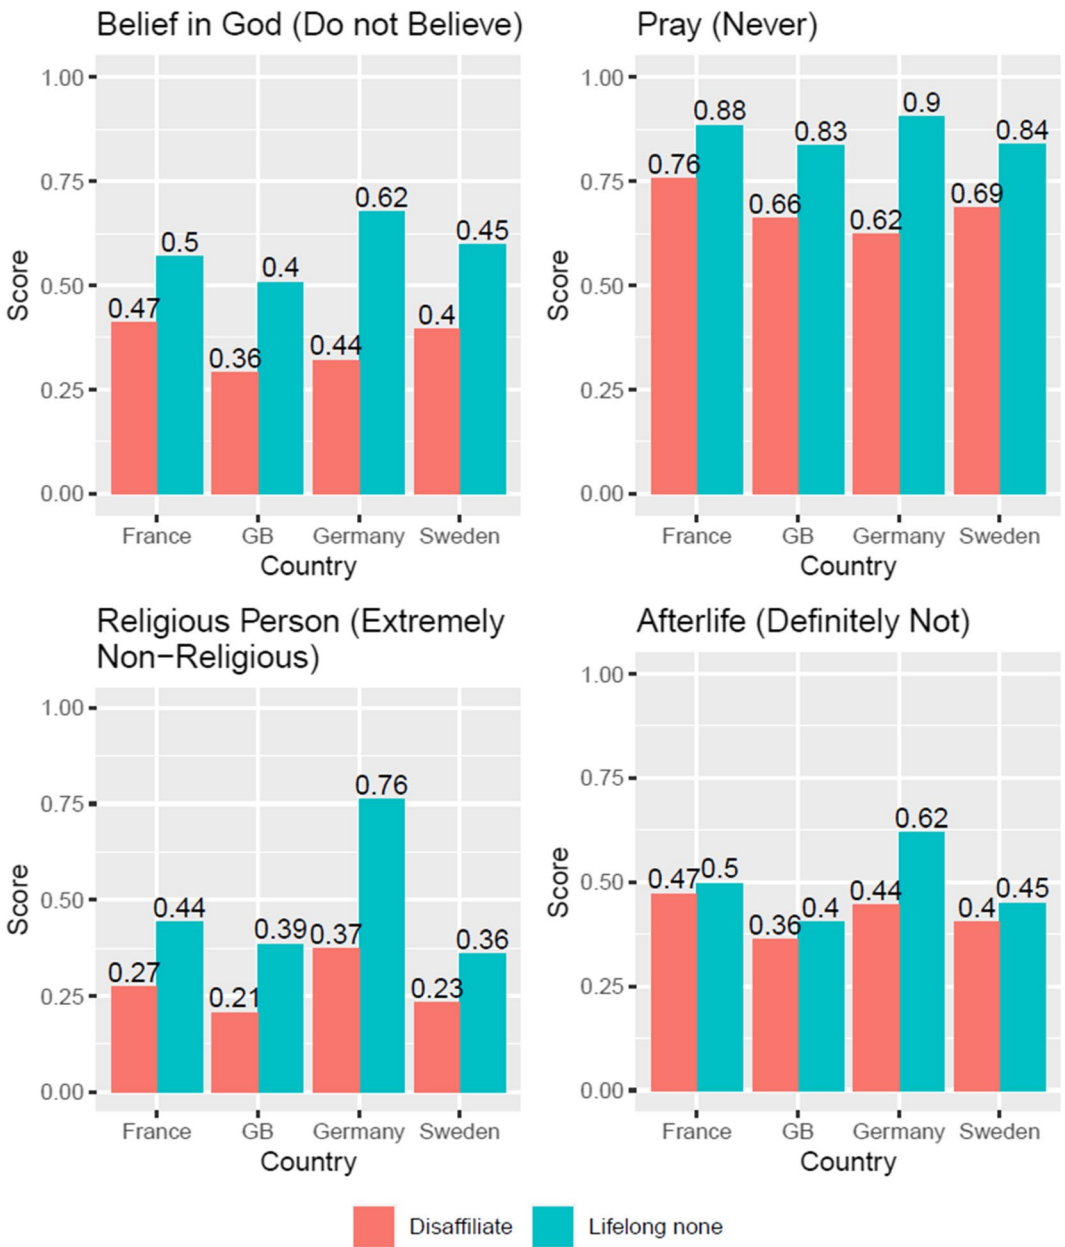 Belief in God (Do not Believe)
1.00
0.75
0.50
0.25
0.00
Score
0.47
0.5
0.36
0.4
0.44
0.62
0.4
0.45
France GB Germany Sweden
Country
Pray (Never)
1.00
0.75
0.50
0.25
0.00
Score
0.76
0.88
0.66
0.83
0.62
0.9
0.69
0.84
France GB Germany Sweden
Country
Religious Person (Extremely
Non−Religious)
1.00
0.75
0.50
0.25
0.00
Score
0.27
0.44
0.21
0.39
0.37
0.76
0.23
0.36
France GB Germany Sweden
Country
Afterlife (Definitely Not)
1.00
0.75
0.50
0.25
0.00
Score
0.47
0.5
0.36
0.4
0.44
0.62
0.4
0.45
France GB Germany Sweden
Country
Disaffiliate Lifelong none